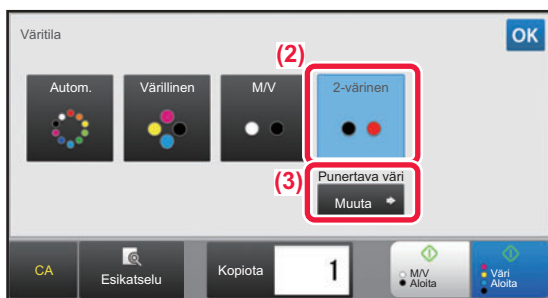 Väritila
OK
(2)
Autom.
Värillinen
M/V
2-värinen
(3)
Punertava väri
Muuta
CA
Esikatselu
Kopiota
1
M/V
Aloita
Väri
Aloita